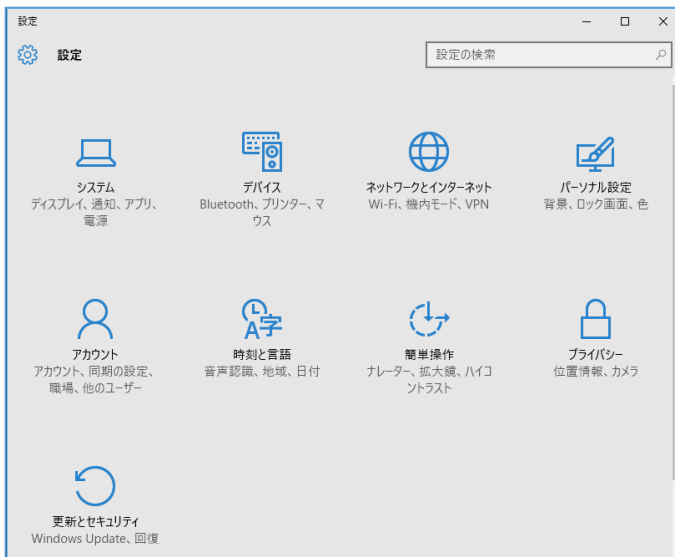 設定
設定
設定の検索
システム
ディスプレイ、通知、アプリ、
電源
デバイス
Bluetooth、プリンター、マ
ウス
ネットワークとインターネット
Wi-Fi、機内モード、VPN
パーソナル設定
背景、ロック画面、色
アカウント
アカウント、同期の設定、
職場、他のユーザー
時刻と言語
音声認識、地域、日付
簡単操作
ナレーター、拡大鏡、ハイコ
ントラスト
プライバシー
位置情報、カメラ
更新とセキュリティ
Windows Update、回復